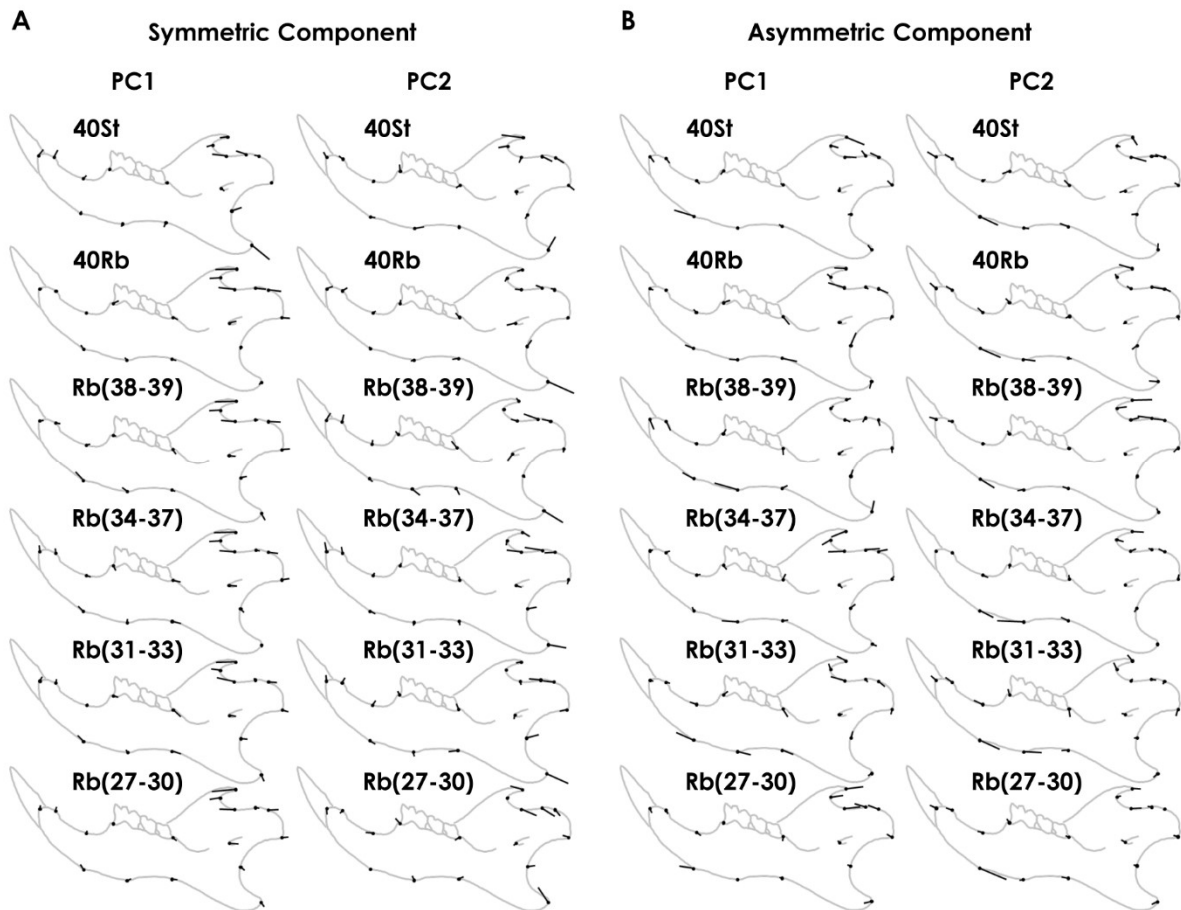 A
Symmetric Component
PC1
PC2
40St
40St
40Rb
40Rb
Rb(38-39)
Rb(38-39)
Rb(34-37)
Rb(34-37)
Rb(31-33)
Rb(31-33)
Rb(27-30)
Rb(27-30)
B
Asymmetric Component
PC1
PC2
40St
40St
40Rb
40Rb
Rb(38-39)
Rb(38-39)
Rb(34-37)
Rb(34-37)
Rb(31-33)
Rb(31-33)
Rb(27-30)
Rb(27-30)